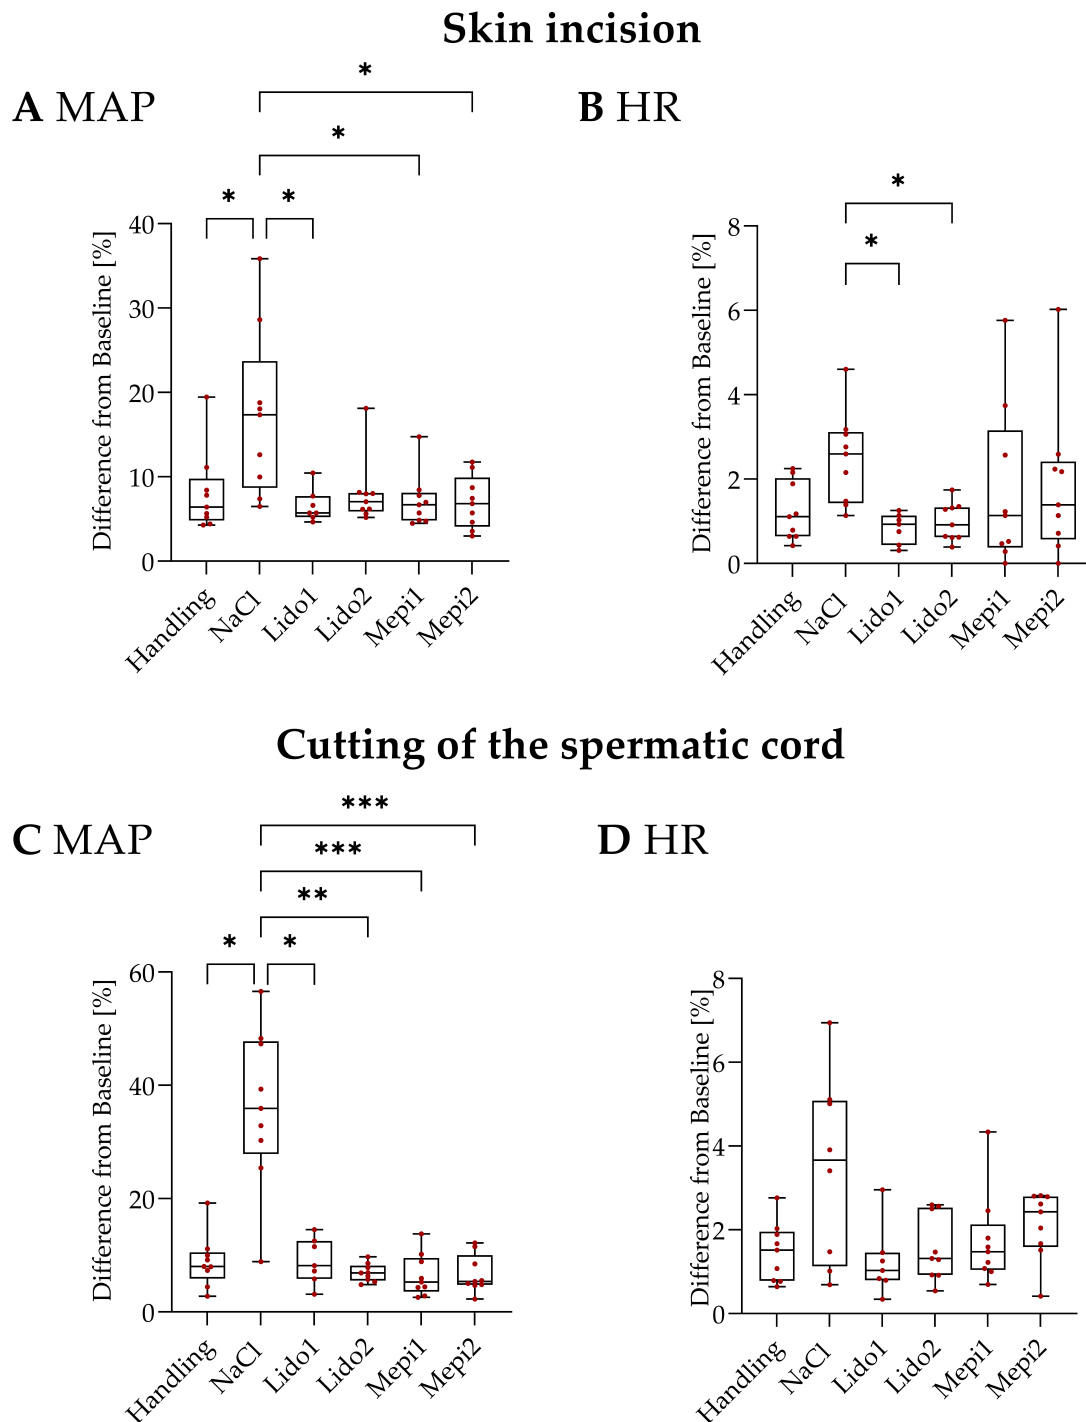 Skin incision
A MAP
*
*
* *
Difference from Baseline [%]
40
30
20
10
0
Handling
NaCl
Lido1
Lido2
Mepi1
Mepi2
B HR
*
*
Difference from Baseline [%]
8
6
4
2
0
Handling
NaCl
Lido1
Lido2
Mepi1
Mepi2
Cutting of the spermatic cord
C MAP
***
***
**
* *
Difference from Baseline [%]
60
40
20
0
Handling
NaCl
Lido1
Lido2
Mepi1
Mepi2
D HR
Difference from Baseline [%]
8
6
4
2
0
Handling
NaCl
Lido1
Lido2
Mepi1
Mepi2